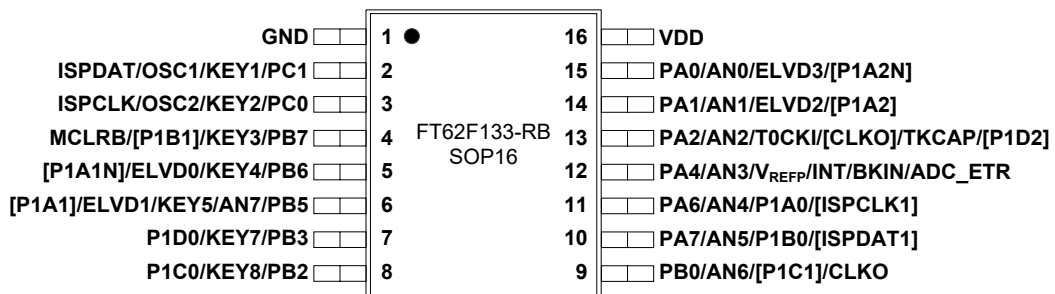 GND 1 16 VDD
ISPDAT/OSC1/KEY1/PC1 2 15 PA0/AN0/ELVD3/[P1A2N]
ISPCLK/OSC2/KEY2/PC0 3 14 PA1/AN1/ELVD2/[P1A2]
MCLRB/[P1B1]/KEY3/PB7 4 FT62F133-RB 13 PA2/AN2/T0CKI/[CLKO]/TKCAP/[P1D2]
SOP16
[P1A1N]/ELVD0/KEY4/PB6 5 12 PA4/AN3/VREFP/INT/BKIN/ADC_ETR
[P1A1]/ELVD1/KEY5/AN7/PB5 6 11 PA6/AN4/P1A0/[ISPCLK1]
P1D0/KEY7/PB3 7 10 PA7/AN5/P1B0/[ISPDAT1]
P1C0/KEY8/PB2 8 9 PB0/AN6/[P1C1]/CLKO